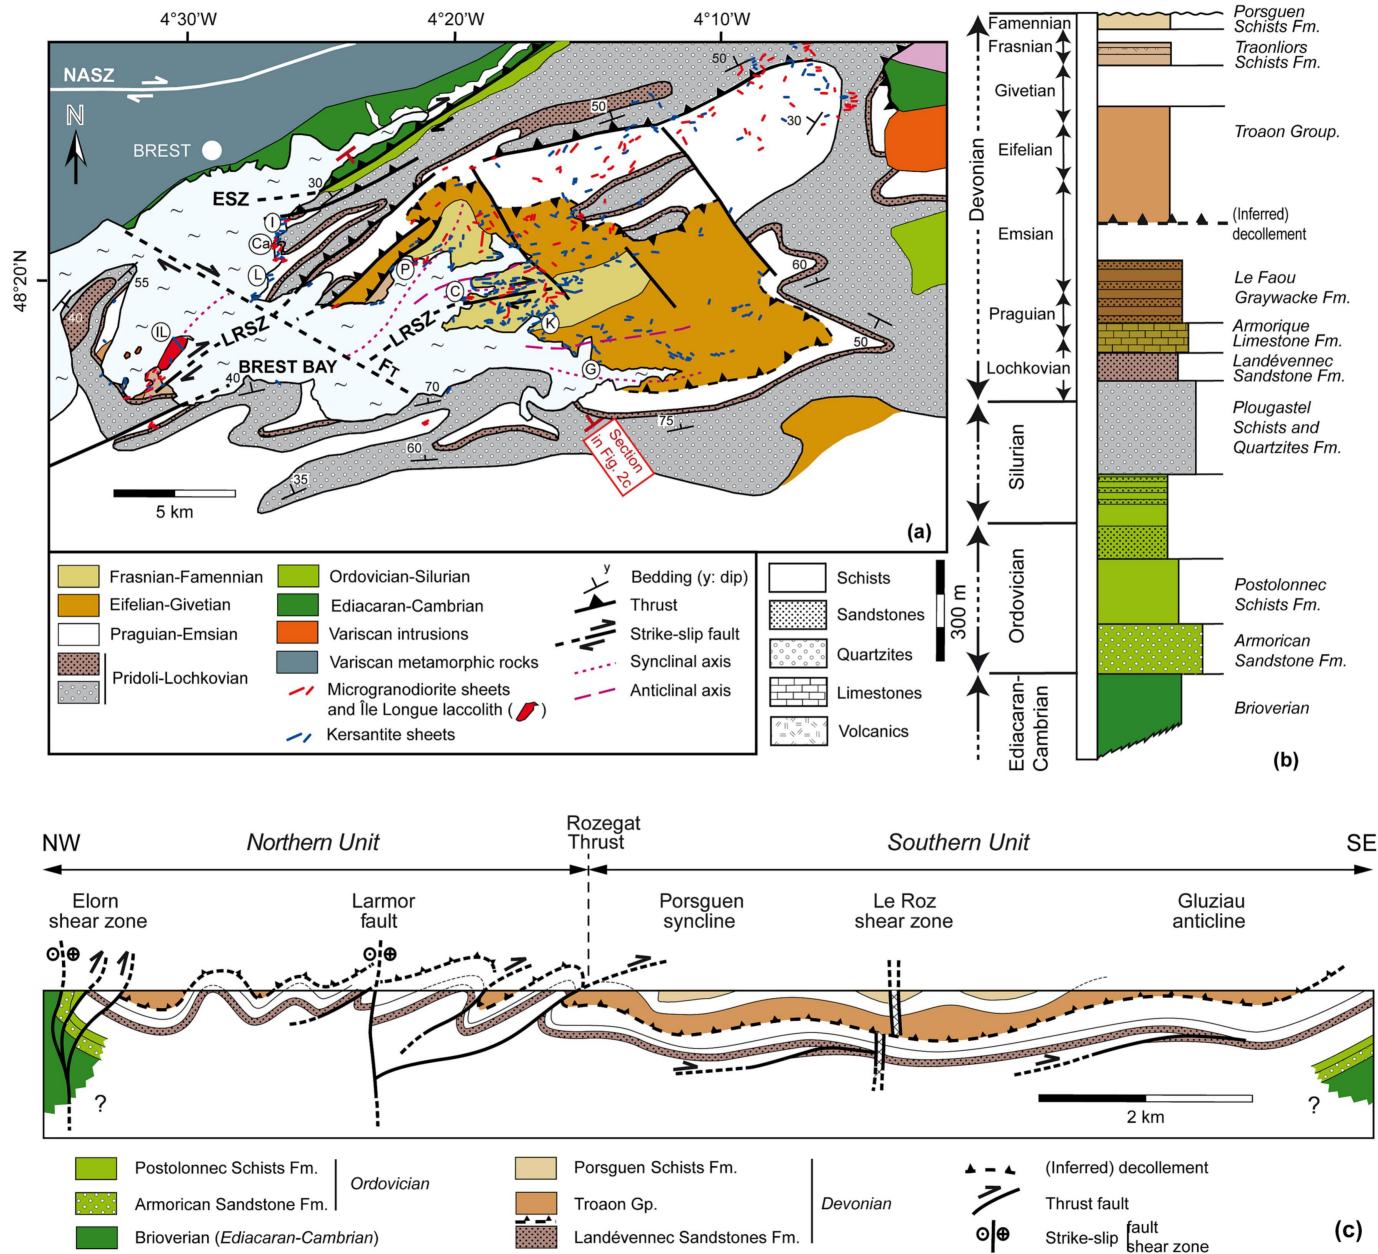 4°30'W
4°20'W
4°10'W
48°20'N
NASZ
N
BREST
ESZ
30
50
50
30
I
Ca
L
P
C
K
G
IL
55
40
LRSZ
LRSZ
FT
BREST BAY
40
70
60
50
75
60
35
Section
in Fig. 2c
5 km
(a)
Frasnian-Famennian
Eifelian-Givetian
Praguian-Emsian
Pridoli-Lochkovian
Ordovician-Silurian
Ediacaran-Cambrian
Variscan intrusions
Variscan metamorphic rocks
Microgranodiorite sheets
and Île Longue laccolith ( )
Kersantite sheets
y
Bedding (y: dip)
Thrust
Strike-slip fault
Synclinal axis
Anticlinal axis
Schists
Sandstones
Quartzites
Limestones
Volcanics
300 m
Devonian
Silurian
Ordovician
Ediacaran-
Cambrian
Famennian
Frasnian
Givetian
Eifelian
Emsian
Praguian
Lochkovian
Porsguen
Schists Fm.
Traonliors
Schists Fm.
Troaon Group.
(Inferred)
decollement
Le Faou
Graywacke Fm.
Armorique
Limestone Fm.
Landévennec
Sandstone Fm.
Plougastel
Schists and
Quartzites Fm.
Postolonnec
Schists Fm.
Armorican
Sandstone Fm.
Brioverian
(b)
NW
Northern Unit
Rozegat
Thrust
Southern Unit
SE
Elorn
shear zone
Larmor
fault
Porsguen
syncline
Le Roz
shear zone
Gluziau
anticline
?
?
2 km
Postolonnec Schists Fm.
Armorican Sandstone Fm.
Ordovician
Brioverian (Ediacaran-Cambrian)
Porsguen Schists Fm.
Troaon Gp.
Landévennec Sandstones Fm.
Devonian
(Inferred) decollement
Thrust fault
Strike-slip
fault
shear zone
(c)